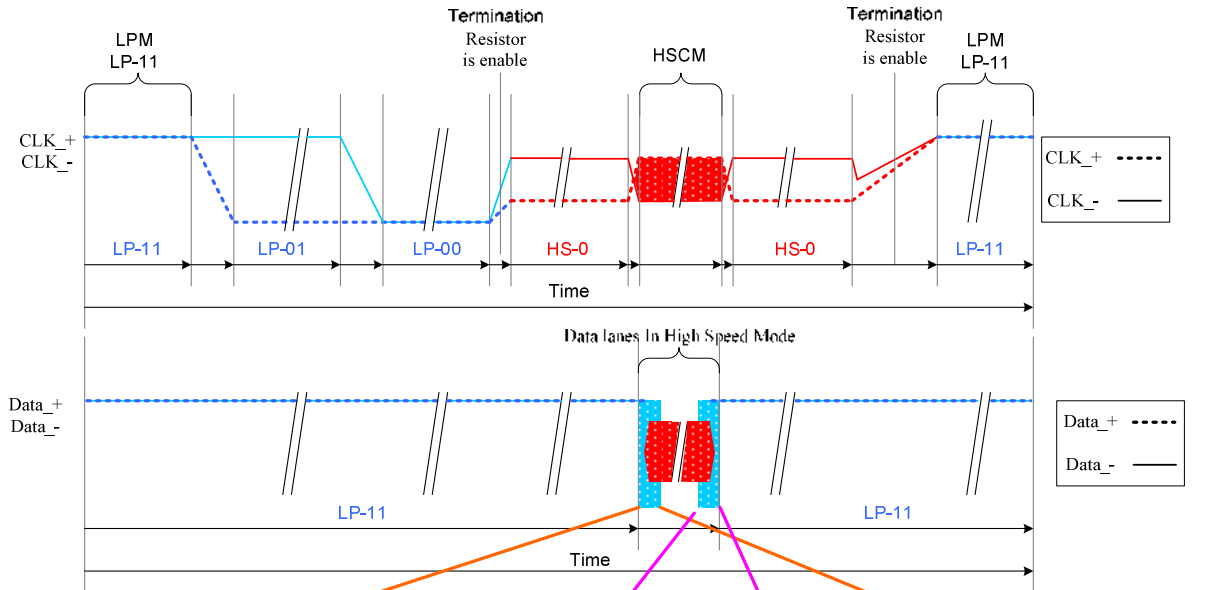 Termination
Resistor
is enable
Termination
Resistor
is enable
LPM
LP-11
HSCM
LPM
LP-11
CLK_+
CLK_-
CLK_+
CLK_-
LP-11
LP-01
LP-00
HS-0
HS-0
LP-11
Time
Data lanes In High Speed Mode
Data_+
Data_-
Data_+
Data_-
LP-11
LP-11
Time